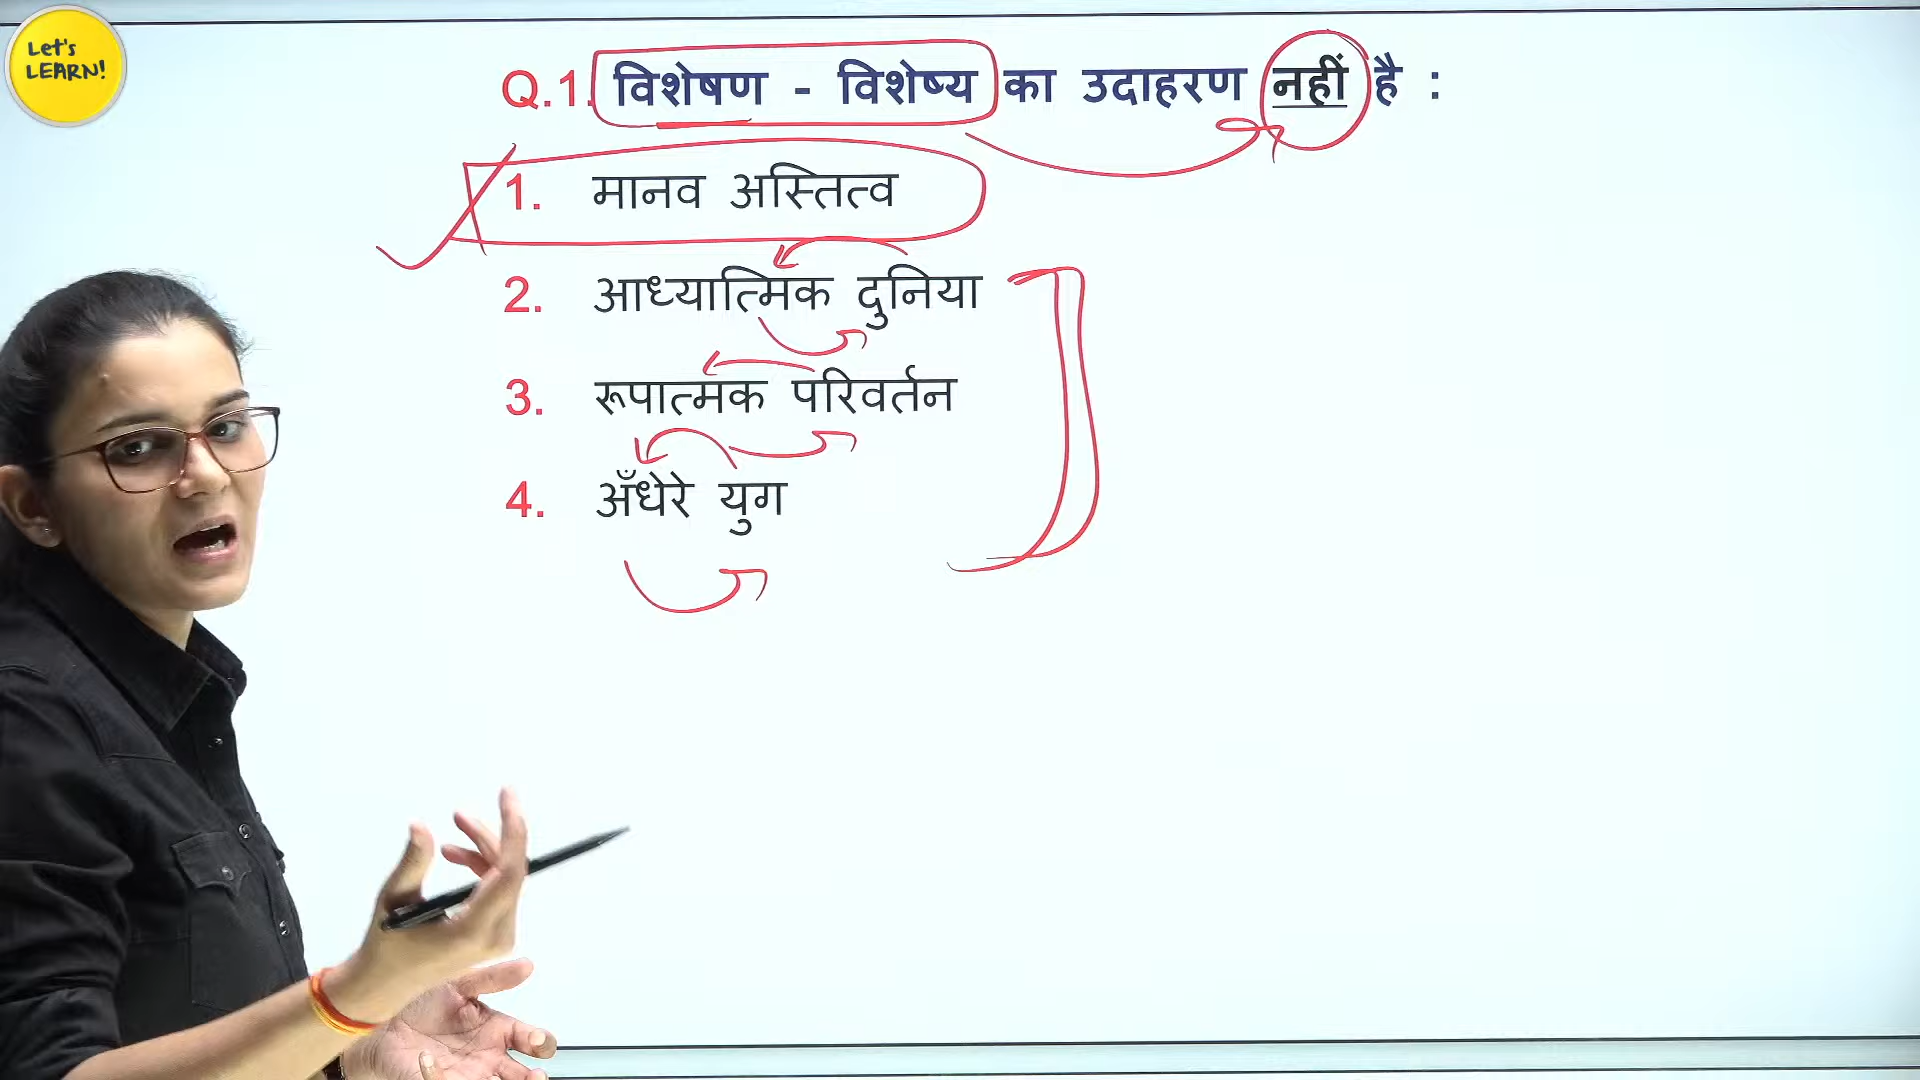 Let's
LEARN!
Q.1. विशेषण - विशेष्य का उदाहरण नहीं है :
1. मानव अस्तित्व
2. आध्यात्मिक दुनिया
3. रूपात्मक परिवर्तन
4. अँधेरे युग